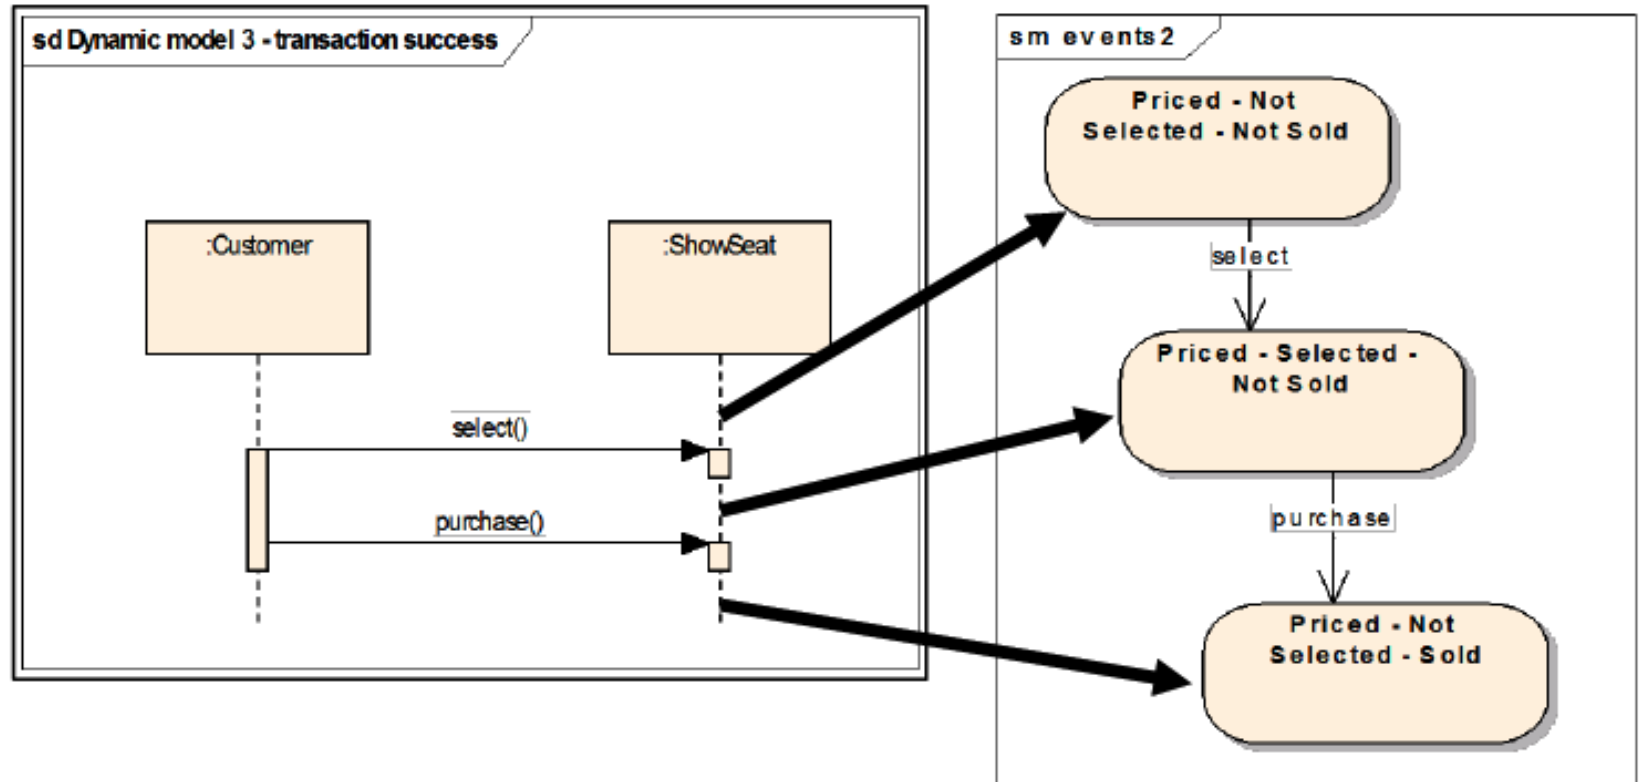 sd Dynamic model 3 - transaction success
:Customer
:ShowSeat
select()
purchase()
sm events2
Priced - Not
Selected - Not Sold
select
Priced - Selected -
Not Sold
purchase
Priced - Not
Selected - Sold